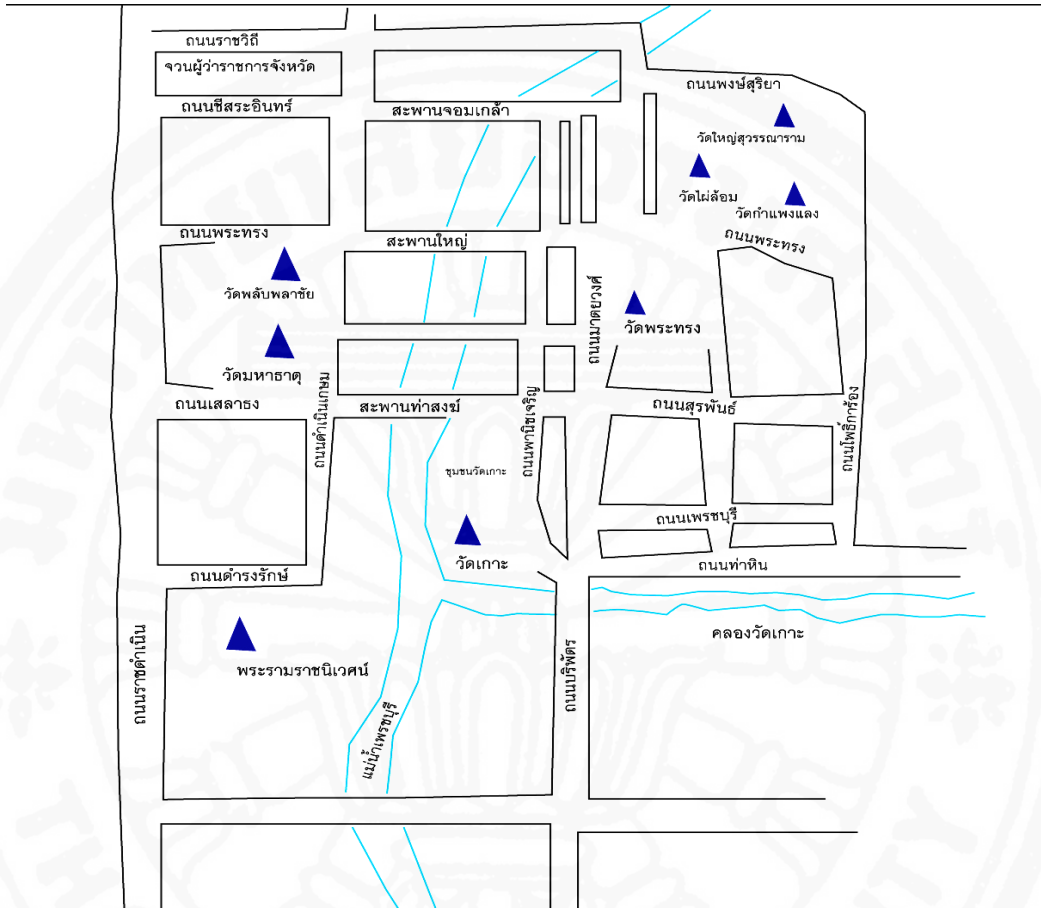 ถนนราชวิถี
จวนผู้ว่าราชการจังหวัด
ถนนพงษ์สุริยา
ถนนชีสระอินทร์
สะพานจอมเกล้า
วัดใหญ่สุวรรณาราม
วัดไผ่ล้อม
วัดกำแพงแลง
ถนนพระทรง
สะพานใหญ่
ถนนพระทรง
วัดพลับพลาชัย
ถนนมาตยวงศ์
วัดพระทรง
วัดมหาธาตุ
ถนนเสลาธง
ถนนดำเนินเกษม
สะพานท่าสงฆ์
ถนนพานิชเจริญ
ถนนสุรพันธ์
ถนนโพธิ์การ้อง
ชุมชนวัดเกาะ
ถนนเพรชบุรี
วัดเกาะ
ถนนท่าหิน
ถนนดำรงรักษ์
คลองวัดเกาะ
ถนนราชดำเนิน
พระรามราชนิเวศน์
ถนนบริพัตร
แม่น้ำเพรชบุรี